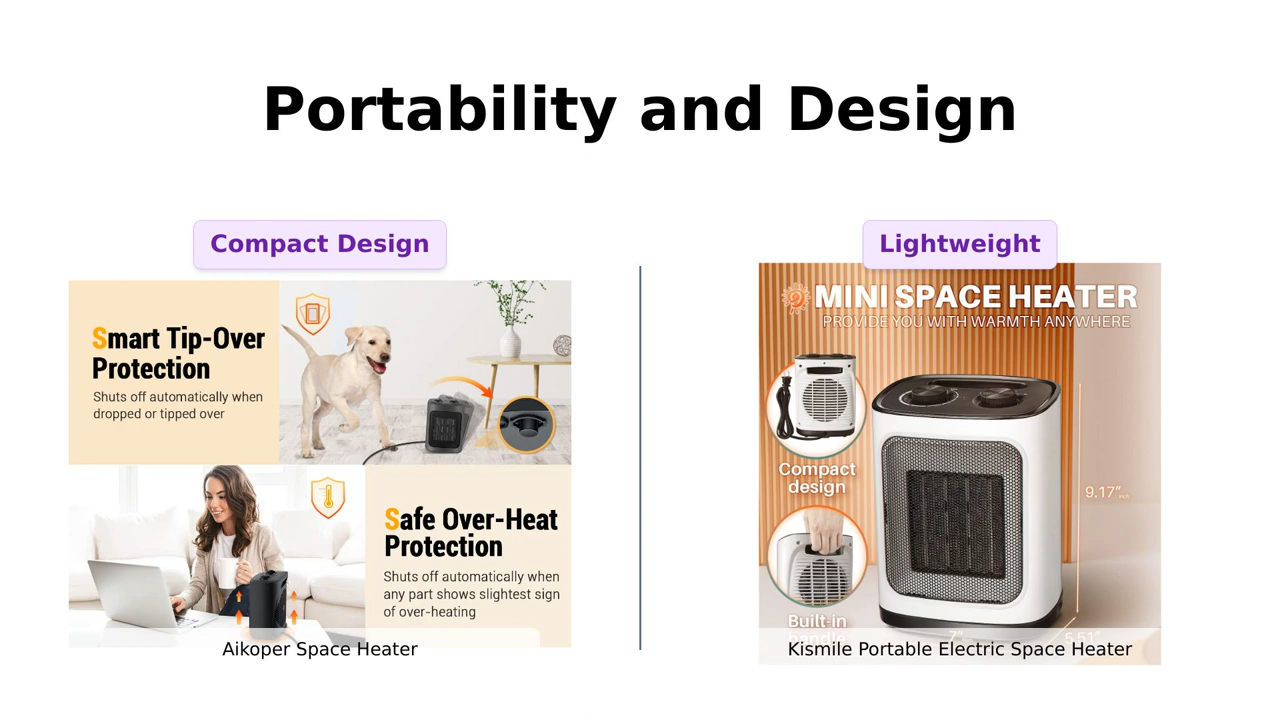 Portability and Design
Compact Design
Smart Tip-Over
Protection
Shuts off automatically when
dropped or tipped over
Safe Over-Heat
Protection
Shuts off automatically when
any part shows slightest sign
of over-heating
Aikoper Space Heater
Lightweight
MINI SPACE HEATER
PROVIDE YOU WITH WARMTH ANYWHERE
Compact
design
9.17"inch
Built-in
handle
7"
5.51"
Kismile Portable Electric Space Heater